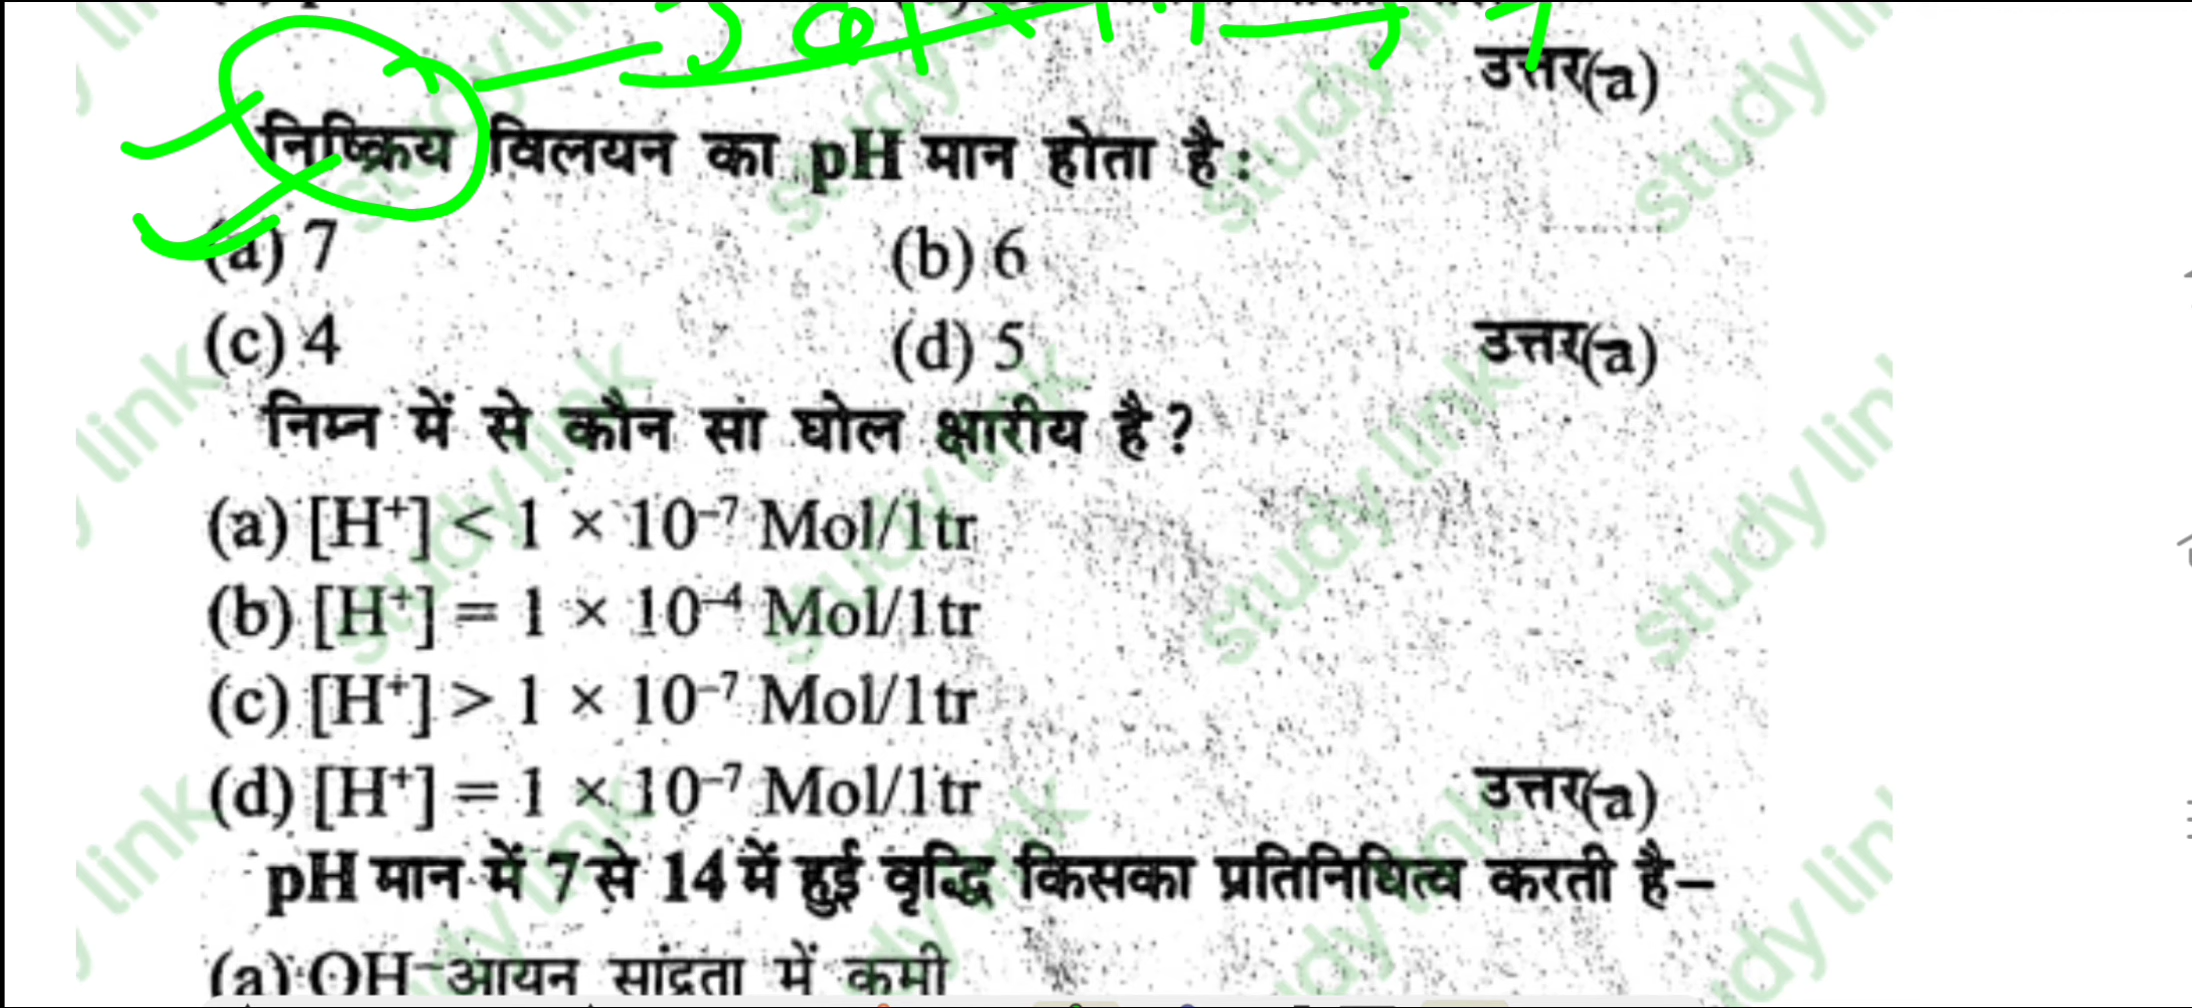 उत्तर(a)
निष्क्रिय विलयन का pH मान होता है :
(a) 7 (b) 6
(c) 4 (d) 5 उत्तर(a)
निम्न में से कौन सा घोल क्षारीय है ?
(a) [H⁺] < 1 × 10⁻⁷ Mol/1tr
(b) [H⁺] = 1 × 10⁻⁴ Mol/1tr
(c) [H⁺] > 1 × 10⁻⁷ Mol/1tr
(d) [H⁺] = 1 × 10⁻⁷ Mol/1tr उत्तर(a)
pH मान में 7 से 14 में हुई वृद्धि किसका प्रतिनिधित्व करती है–
(a) OH⁻ आयन सांद्रता में कमी